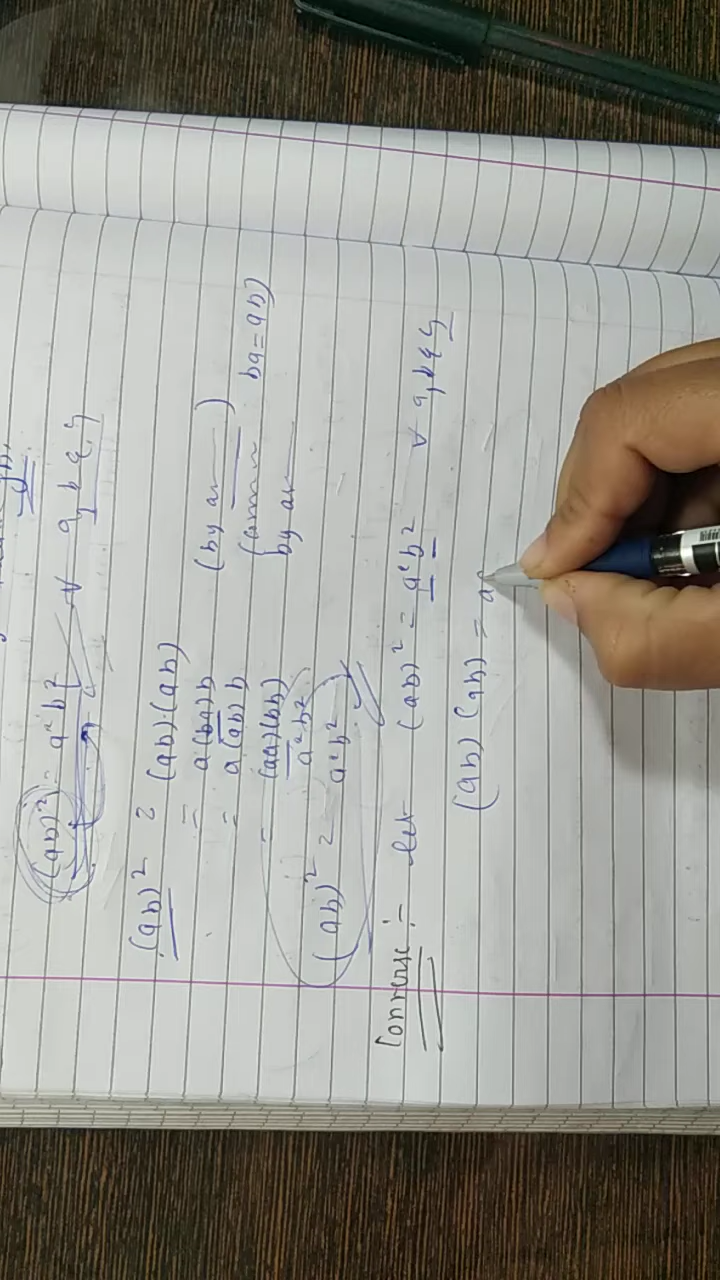 (ab)² = a²b² ∀ a, b ∈ G
(ab)² = (ab)·(ab)
= a(ba)b (by as
= a(ab)b (comm ba = ab)
= (aa)(bb) by as
a²b²
(ab)² = a²b²
Converse :- let (ab)² = a²b² ∀ a, b ∈ G
(ab)(ab) = a